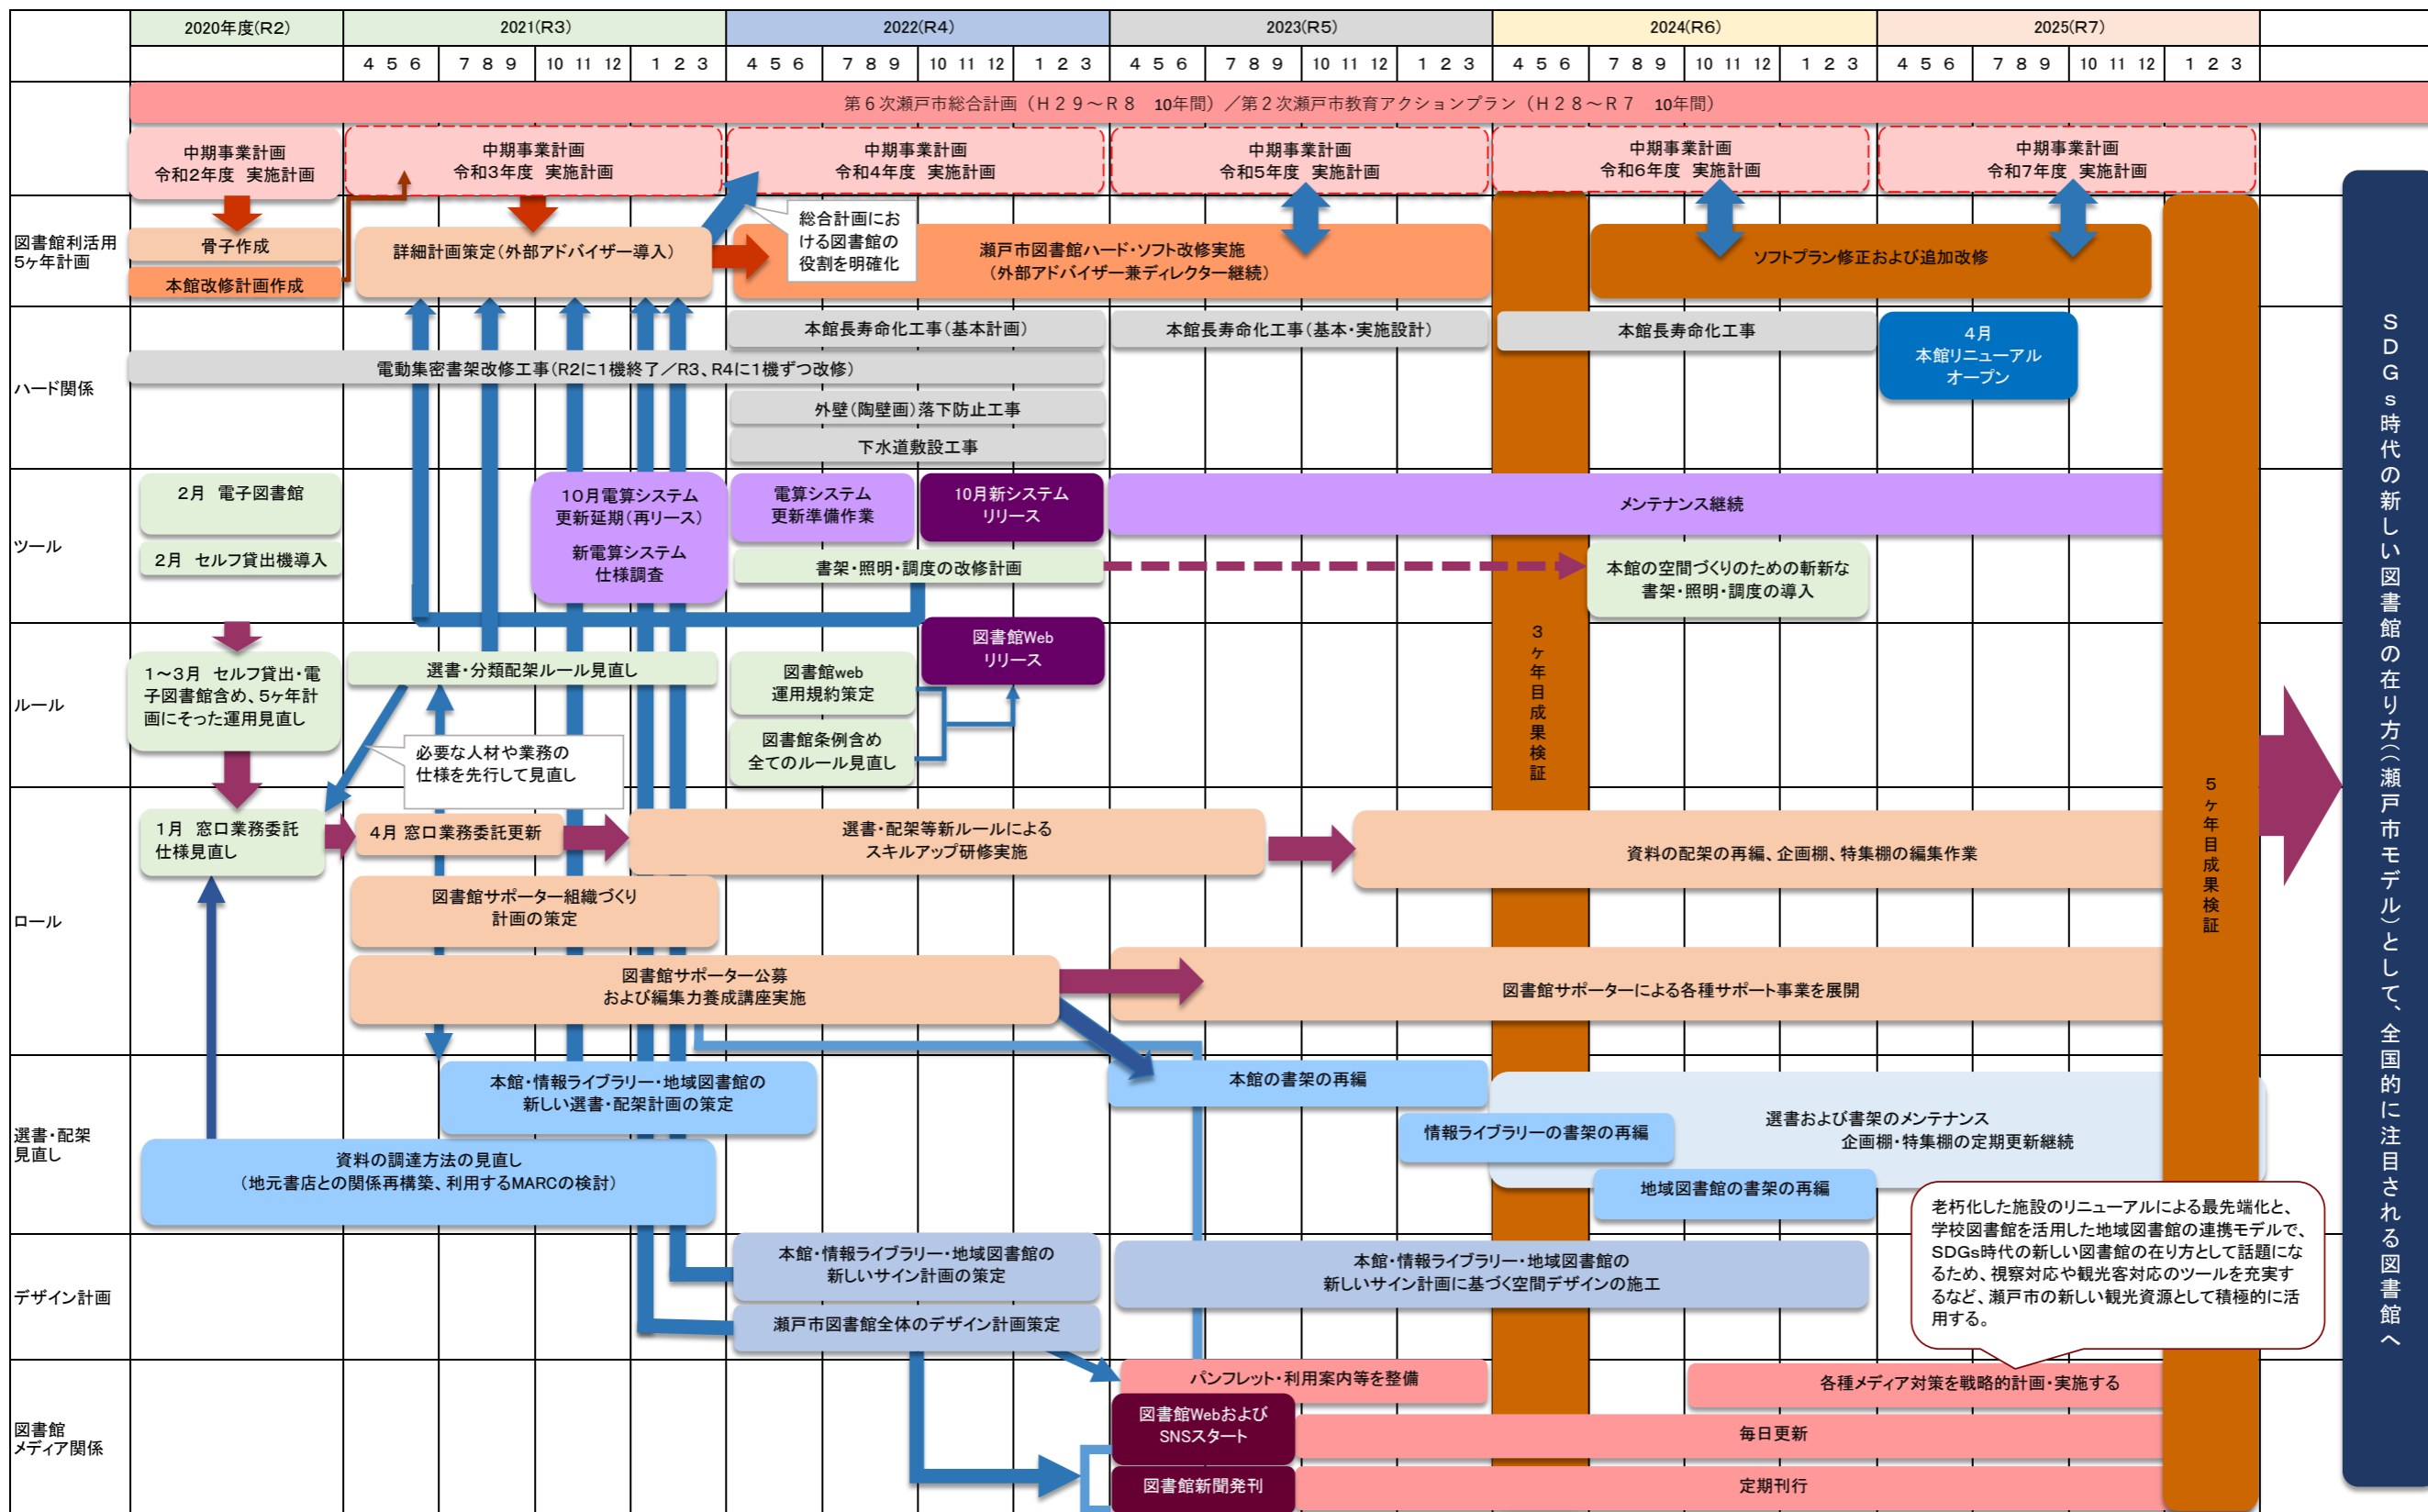 2020年度(R2)
2021(R3)
2022(R4)
2023(R5)
2024(R6)
2025(R7)
4 5 6 7 8 9 10 11 12 1 2 3
4 5 6 7 8 9 10 11 12 1 2 3
4 5 6 7 8 9 10 11 12 1 2 3
4 5 6 7 8 9 10 11 12 1 2 3
4 5 6 7 8 9 10 11 12 1 2 3
第６次瀬戸市総合計画（Ｈ２９～Ｒ８　10年間）／第２次瀬戸市教育アクションプラン（Ｈ２８～Ｒ７　10年間）
中期事業計画
令和2年度　実施計画
中期事業計画
令和3年度　実施計画
中期事業計画
令和4年度　実施計画
中期事業計画
令和5年度　実施計画
中期事業計画
令和6年度　実施計画
中期事業計画
令和7年度　実施計画
図書館利活用
5ヶ年計画
骨子作成
本館改修計画作成
詳細計画策定（外部アドバイザー導入）
総合計画にお
ける図書館の
役割を明確化
瀬戸市図書館ハード・ソフト改修実施
（外部アドバイザー兼ディレクター継続）
ソフトプラン修正および追加改修
ハード関係
本館長寿命化工事（基本計画）
本館長寿命化工事（基本・実施設計）
本館長寿命化工事
4月
本館リニューアル
オープン
電動集密書架改修工事(R2に１機終了／R3、R4に１機ずつ改修）
外壁（陶壁画）落下防止工事
下水道敷設工事
ツール
2月　電子図書館
2月　セルフ貸出機導入
10月電算システム
更新延期（再リース）
新電算システム
仕様調査
電算システム
更新準備作業
10月新システム
リリース
メンテナンス継続
書架・照明・調度の改修計画
本館の空間づくりのための斬新な
書架・照明・調度の導入
ルール
1～3月　セルフ貸出・電
子図書館含め、5ヶ年計
画にそった運用見直し
選書・分類配架ルール見直し
図書館web
運用規約策定
図書館Web
リリース
図書館条例含め
全てのルール見直し
必要な人材や業務の
仕様を先行して見直し
3ヶ年目成果検証
5ヶ年目成果検証
ロール
1月　窓口業務委託
仕様見直し
4月 窓口業務委託更新
選書・配架等新ルールによる
スキルアップ研修実施
資料の配架の再編、企画棚、特集棚の編集作業
図書館サポーター組織づくり
計画の策定
図書館サポーター公募
および編集力養成講座実施
図書館サポーターによる各種サポート事業を展開
選書・配架
見直し
本館・情報ライブラリー・地域図書館の
新しい選書・配架計画の策定
本館の書架の再編
情報ライブラリーの書架の再編
選書および書架のメンテナンス
企画棚・特集棚の定期更新継続
資料の調達方法の見直し
（地元書店との関係再構築、利用するMARCの検討）
地域図書館の書架の再編
老朽化した施設のリニューアルによる最先端化と、
学校図書館を活用した地域図書館の連携モデルで、
SDGs時代の新しい図書館の在り方として話題にな
るため、視察対応や観光客対応のツールを充実す
るなど、瀬戸市の新しい観光資源として積極的に活
用する。
デザイン計画
本館・情報ライブラリー・地域図書館の
新しいサイン計画の策定
本館・情報ライブラリー・地域図書館の
新しいサイン計画に基づく空間デザインの施工
瀬戸市図書館全体のデザイン計画策定
図書館
メディア関係
パンフレット・利用案内等を整備
各種メディア対策を戦略的計画・実施する
図書館Webおよび
SNSスタート
毎日更新
図書館新聞発刊
定期刊行
ＳＤＧｓ時代の新しい図書館の在り方（（瀬戸市モデル）として、全国的に注目される図書館へ